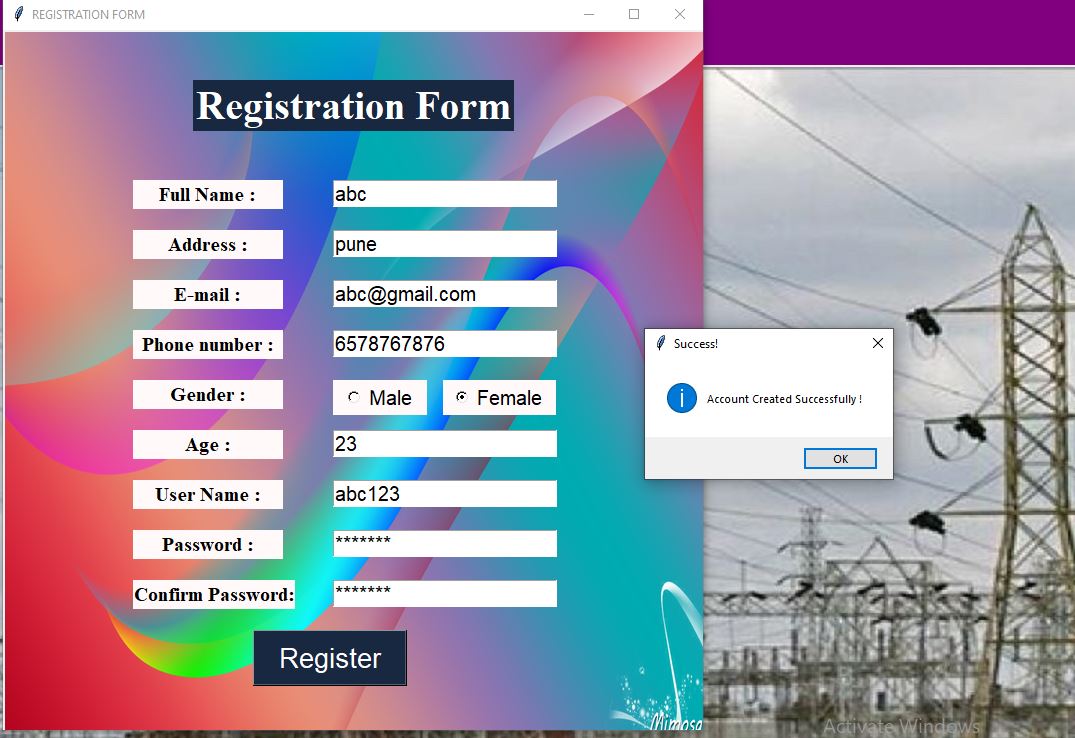 REGISTRATION FORM
Registration Form
Full Name : abc
Address : pune
E-mail : abc@gmail.com
Phone number : 6578767876
Gender : Male Female
Age : 23
User Name : abc123
Password : *******
Confirm Password: *******
Register
Mimosa
Success!
i
Account Created Successfully !
OK
Activate Windows